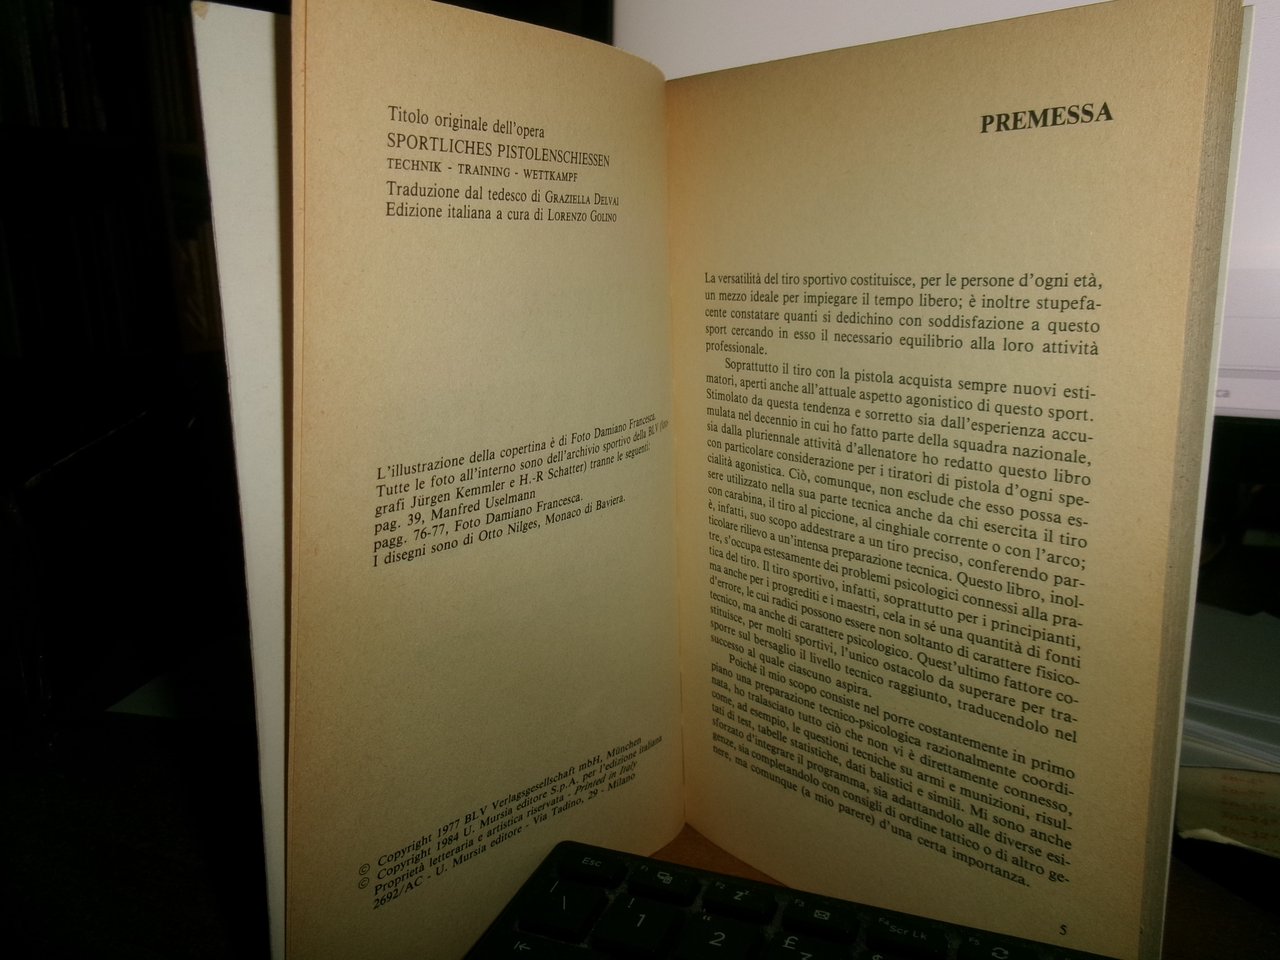 Titolo originale dell'opera
SPORTLICHES PISTOLENSCHIESSEN
TECHNIK - TRAINING - WETTKAMPF
Traduzione dal tedesco di GRAZIELLA DELVAI
Edizione italiana a cura di LORENZO GOLINO
L'illustrazione della copertina è di Foto Damiano Francesca.
Tutte le foto all'interno sono dell'archivio sportivo della BLV (foto-
grafi Jürgen Kemmler e H.-R Schatter) tranne le seguenti:
pag. 39, Manfred Uselmann
pagg. 76-77, Foto Damiano Francesca.
I disegni sono di Otto Nilges, Monaco di Baviera.
© Copyright 1977 BLV Verlagsgesellschaft mbH, München
© Copyright 1984 U. Mursia editore S.p.A. per l'edizione italiana
Proprietà letteraria e artistica riservata - Printed in Italy
2692/AC - U. Mursia editore - Via Tadino, 29 - Milano
PREMESSA
La versatilità del tiro sportivo costituisce, per le persone d'ogni età,
un mezzo ideale per impiegare il tempo libero; è inoltre stupefa-
cente constatare quanti si dedichino con soddisfazione a questo
sport cercando in esso il necessario equilibrio alla loro attività
professionale.
Soprattutto il tiro con la pistola acquista sempre nuovi esti-
matori, aperti anche all'attuale aspetto agonistico di questo sport.
Stimolato da questa tendenza e sorretto sia dall'esperienza accu-
mulata nel decennio in cui ho fatto parte della squadra nazionale,
sia dalla pluriennale attività d'allenatore ho redatto questo libro
con particolare considerazione per i tiratori di pistola d'ogni spe-
cialità agonistica. Ciò, comunque, non esclude che esso possa es-
sere utilizzato nella sua parte tecnica anche da chi esercita il tiro
con carabina, il tiro al piccione, al cinghiale corrente o con l'arco;
è, infatti, suo scopo addestrare a un tiro preciso, conferendo par-
ticolare rilievo a un'intensa preparazione tecnica. Questo libro, inol-
tre, s'occupa estesamente dei problemi psicologici connessi alla pra-
tica del tiro. Il tiro sportivo, infatti, soprattutto per i principianti,
ma anche per i progrediti e i maestri, cela in sé una quantità di fonti
d'errore, le cui radici possono essere non soltanto di carattere fisico-
tecnico, ma anche di carattere psicologico. Quest'ultimo fattore co-
stituisce, per molti sportivi, l'unico ostacolo da superare per tra-
sporre sul bersaglio il livello tecnico raggiunto, traducendolo nel
successo al quale ciascuno aspira.
Poiché il mio scopo consiste nel porre costantemente in primo
piano una preparazione tecnico-psicologica razionalmente coordi-
nata, ho tralasciato tutto ciò che non vi è direttamente connesso,
come, ad esempio, le questioni tecniche su armi e munizioni, risul-
tati di test, tabelle statistiche, dati balistici e simili. Mi sono anche
sforzato d'integrare il programma, sia adattandolo alle diverse esi-
genze, sia completandolo con consigli di ordine tattico o di altro ge-
nere, ma comunque (a mio parere) d'una certa importanza.
5
Esc
F1
F2
F3
F4
Scr Lk
\
!
1
"
2
£